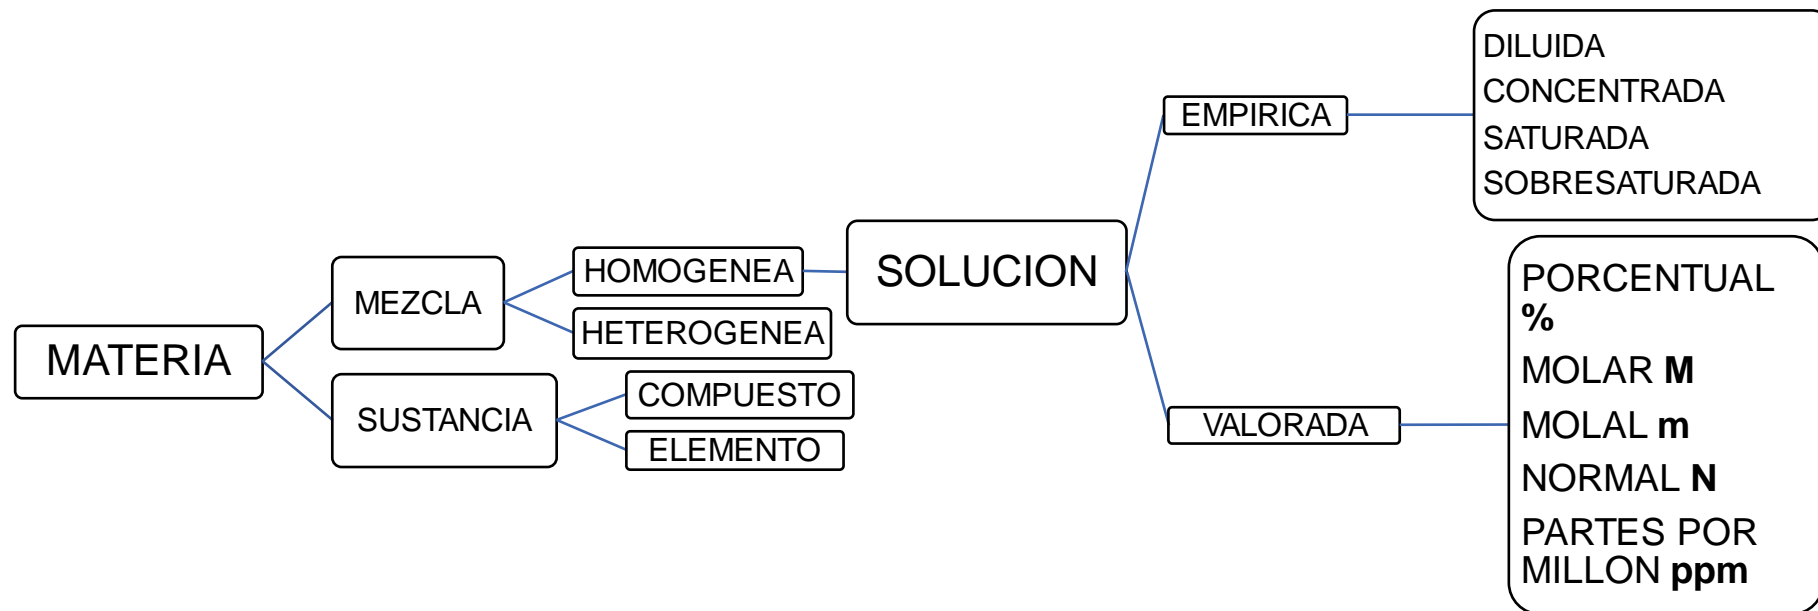 MATERIA
MEZCLA
SUSTANCIA
HOMOGENEA
HETEROGENEA
COMPUESTO
ELEMENTO
SOLUCION
EMPIRICA
VALORADA
DILUIDA
CONCENTRADA
SATURADA
SOBRESATURADA
PORCENTUAL
%
MOLAR M
MOLAL m
NORMAL N
PARTES POR
MILLON ppm